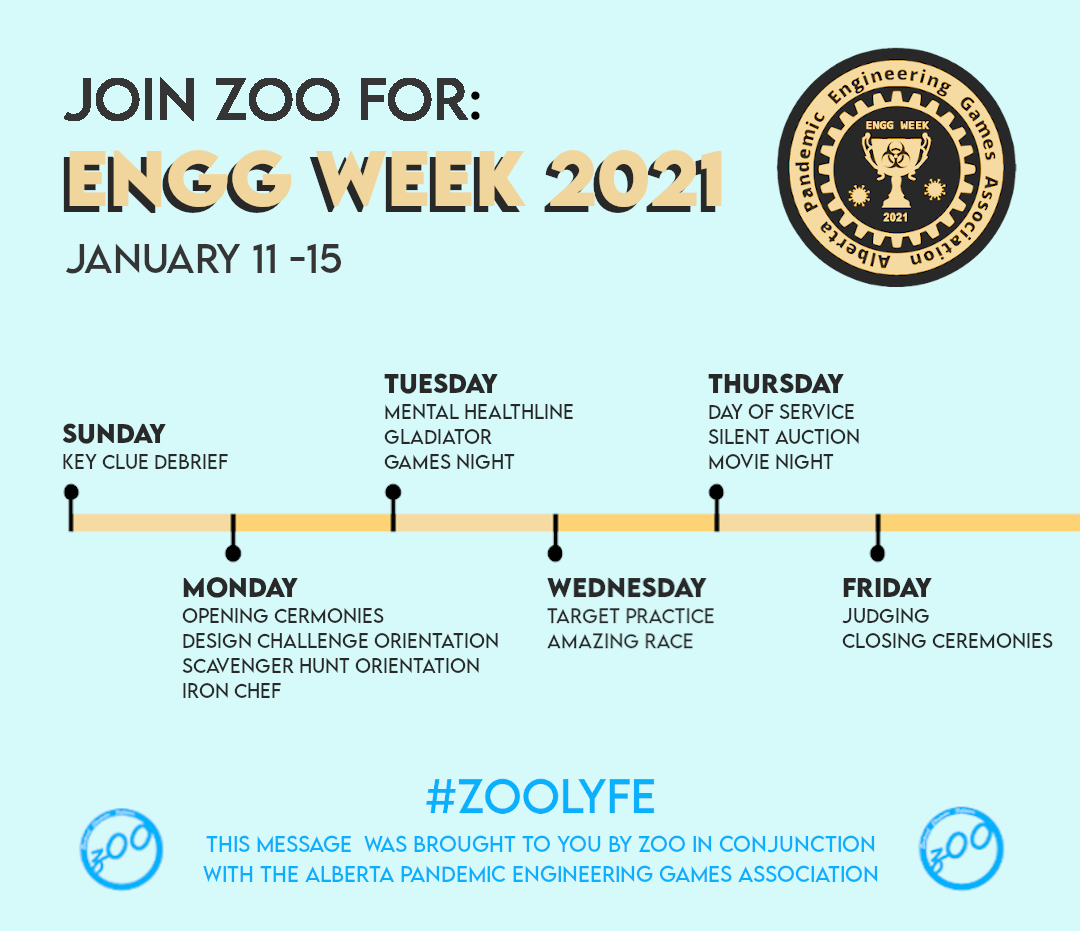 JOIN ZOO FOR:
ENGG WEEK 2021
JANUARY 11 -15
Alberta Pandemic Engineering Games Association
ENGG WEEK
2021
SUNDAY
KEY CLUE DEBRIEF
MONDAY
OPENING CERMONIES
DESIGN CHALLENGE ORIENTATION
SCAVENGER HUNT ORIENTATION
IRON CHEF
TUESDAY
MENTAL HEALTHLINE
GLADIATOR
GAMES NIGHT
WEDNESDAY
TARGET PRACTICE
AMAZING RACE
THURSDAY
DAY OF SERVICE
SILENT AUCTION
MOVIE NIGHT
FRIDAY
JUDGING
CLOSING CEREMONIES
#ZOOLYFE
THIS MESSAGE  WAS BROUGHT TO YOU BY ZOO IN CONJUNCTION
WITH THE ALBERTA PANDEMIC ENGINEERING GAMES ASSOCIATION
ZOO
ZOO